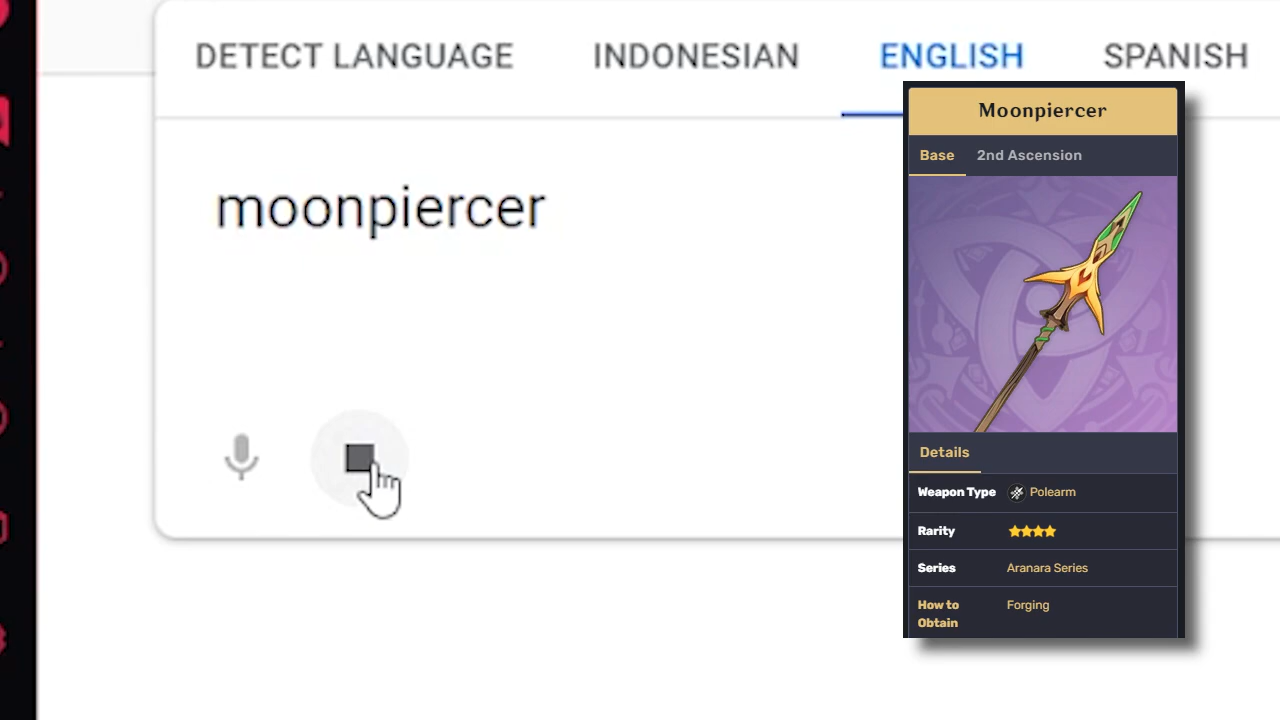 DETECT LANGUAGE INDONESIAN ENGLISH SPANISH
moonpiercer
Moonpiercer
Base 2nd Ascension
Details
Weapon Type Polearm
Rarity
Series Aranara Series
How to Obtain Forging